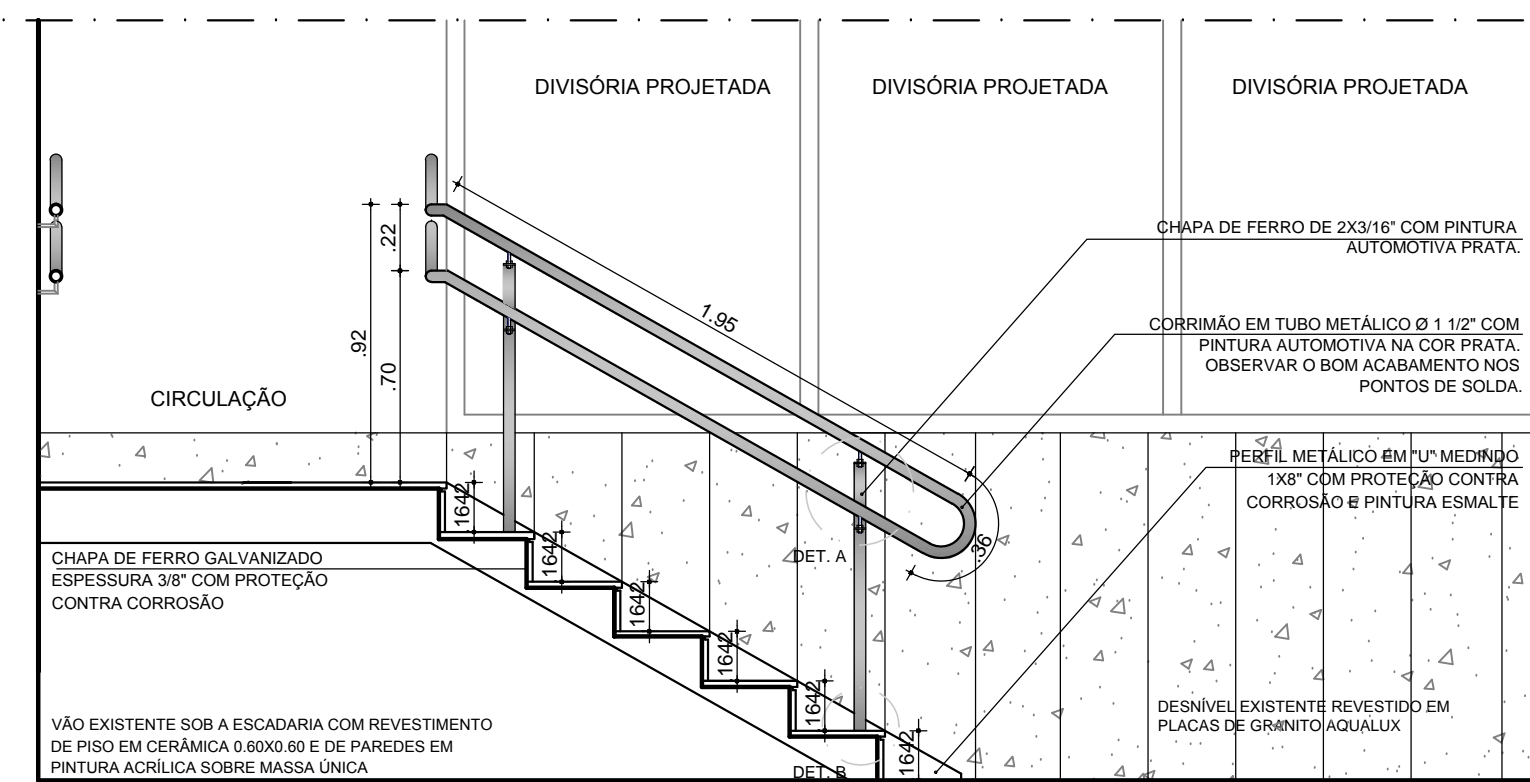 DIVISÓRIA PROJETADA
DIVISÓRIA PROJETADA
DIVISÓRIA PROJETADA
CHAPA DE FERRO DE 2X3/16" COM PINTURA
AUTOMOTIVA PRATA.
.22
1.95
.92
.70
CORRIMÃO EM TUBO METÁLICO Ø 1 1/2" COM
PINTURA AUTOMOTIVA NA COR PRATA.
OBSERVAR O BOM ACABAMENTO NOS
PONTOS DE SOLDA.
CIRCULAÇÃO
PERFIL METÁLICO EM "U" MEDINDO
1X8" COM PROTEÇÃO CONTRA
CORROSÃO E PINTURA ESMALTE
1642
1642
1642
1642
1642
1642
.36
DET. A
CHAPA DE FERRO GALVANIZADO
ESPESSURA 3/8" COM PROTEÇÃO
CONTRA CORROSÃO
DESNÍVEL EXISTENTE REVESTIDO EM
PLACAS DE GRANITO AQUALUX
VÃO EXISTENTE SOB A ESCADARIA COM REVESTIMENTO
DE PISO EM CERÂMICA 0.60X0.60 E DE PAREDES EM
PINTURA ACRÍLICA SOBRE MASSA ÚNICA
DET. B